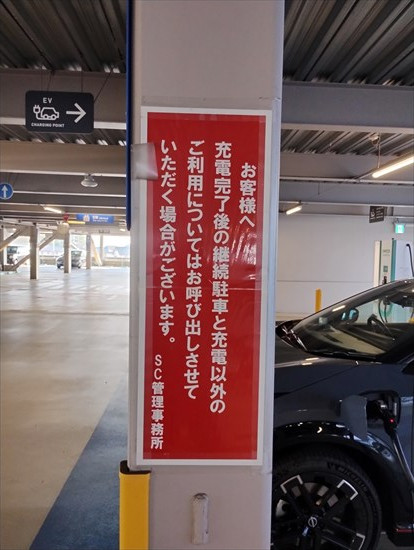 EV
CHARGING POINT
お客様へ
充電完了後の継続駐車と充電以外の
ご利用についてはお呼び出しさせて
いただく場合がございます。
SC管理事務所